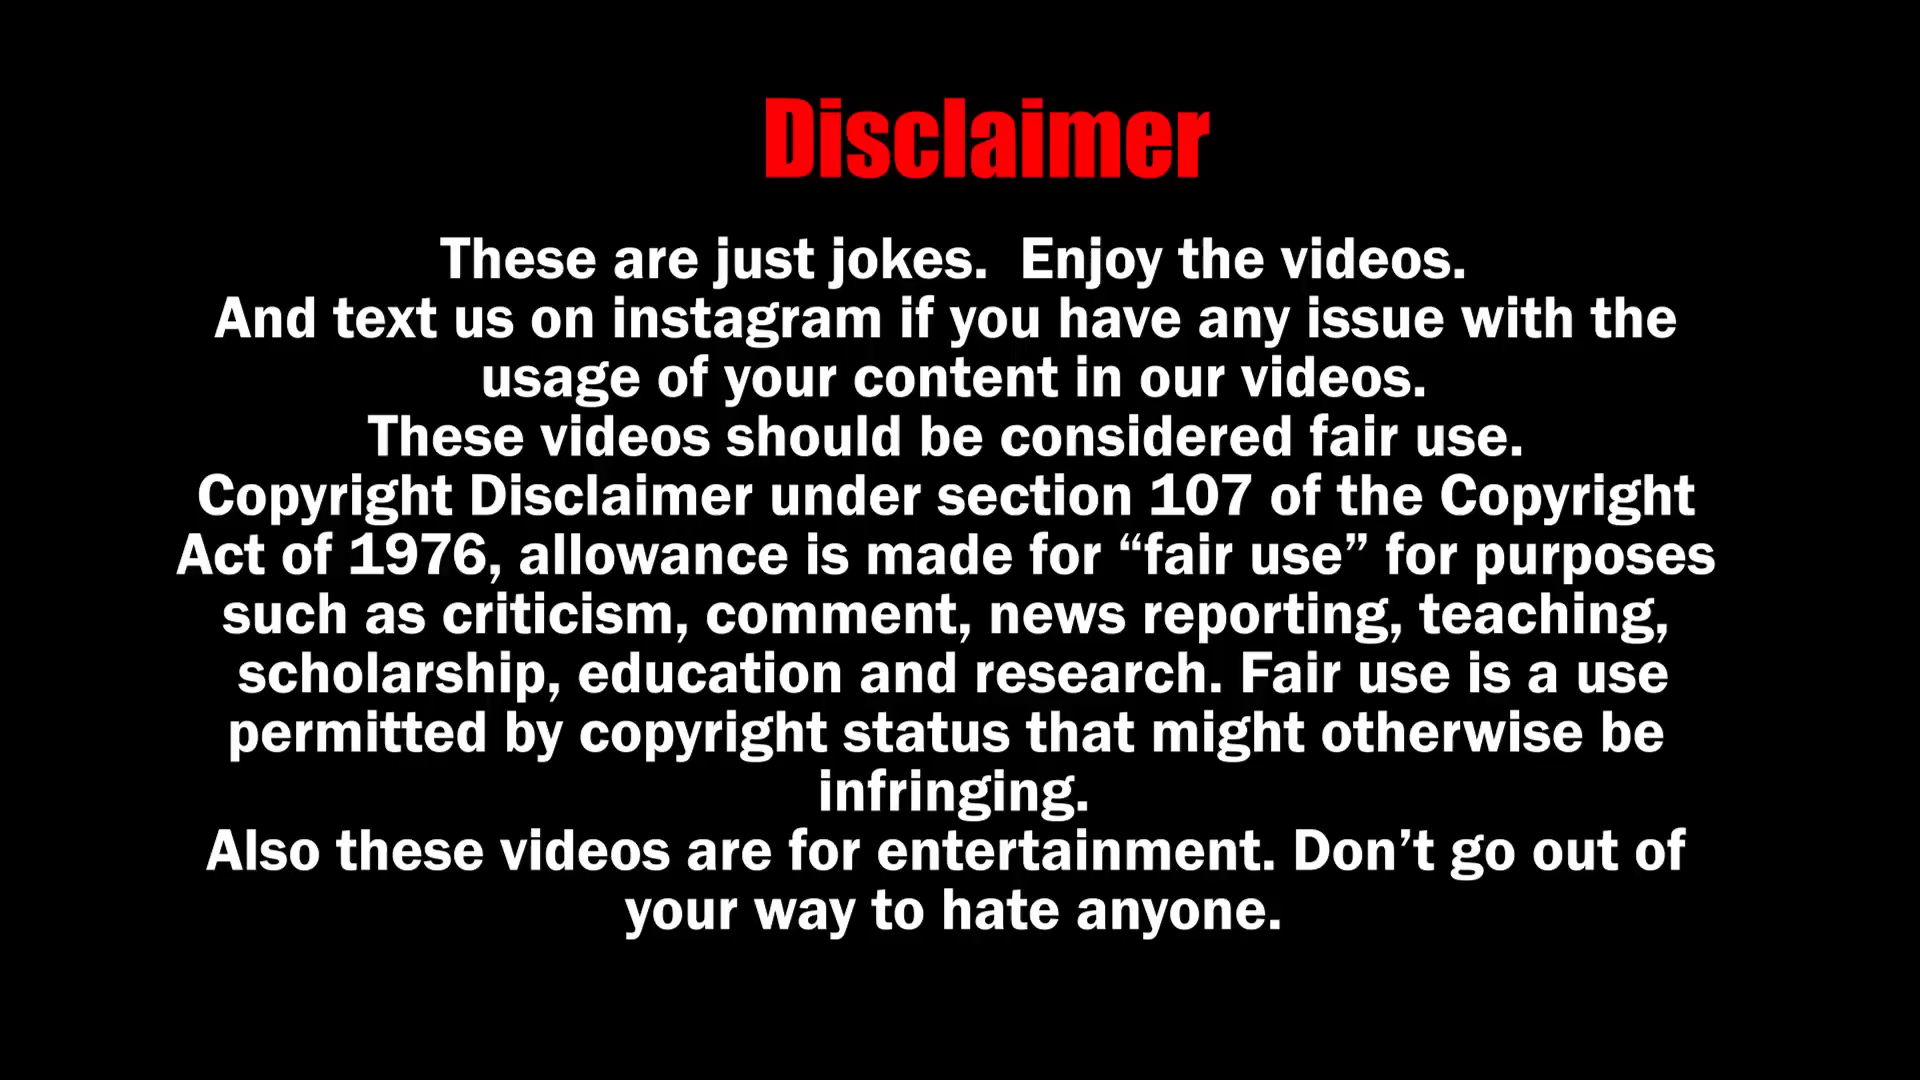 Disclaimer
These are just jokes.  Enjoy the videos.
And text us on instagram if you have any issue with the
usage of your content in our videos.
These videos should be considered fair use.
Copyright Disclaimer under section 107 of the Copyright
Act of 1976, allowance is made for “fair use” for purposes
such as criticism, comment, news reporting, teaching,
scholarship, education and research. Fair use is a use
permitted by copyright status that might otherwise be
infringing.
Also these videos are for entertainment. Don’t go out of
your way to hate anyone.